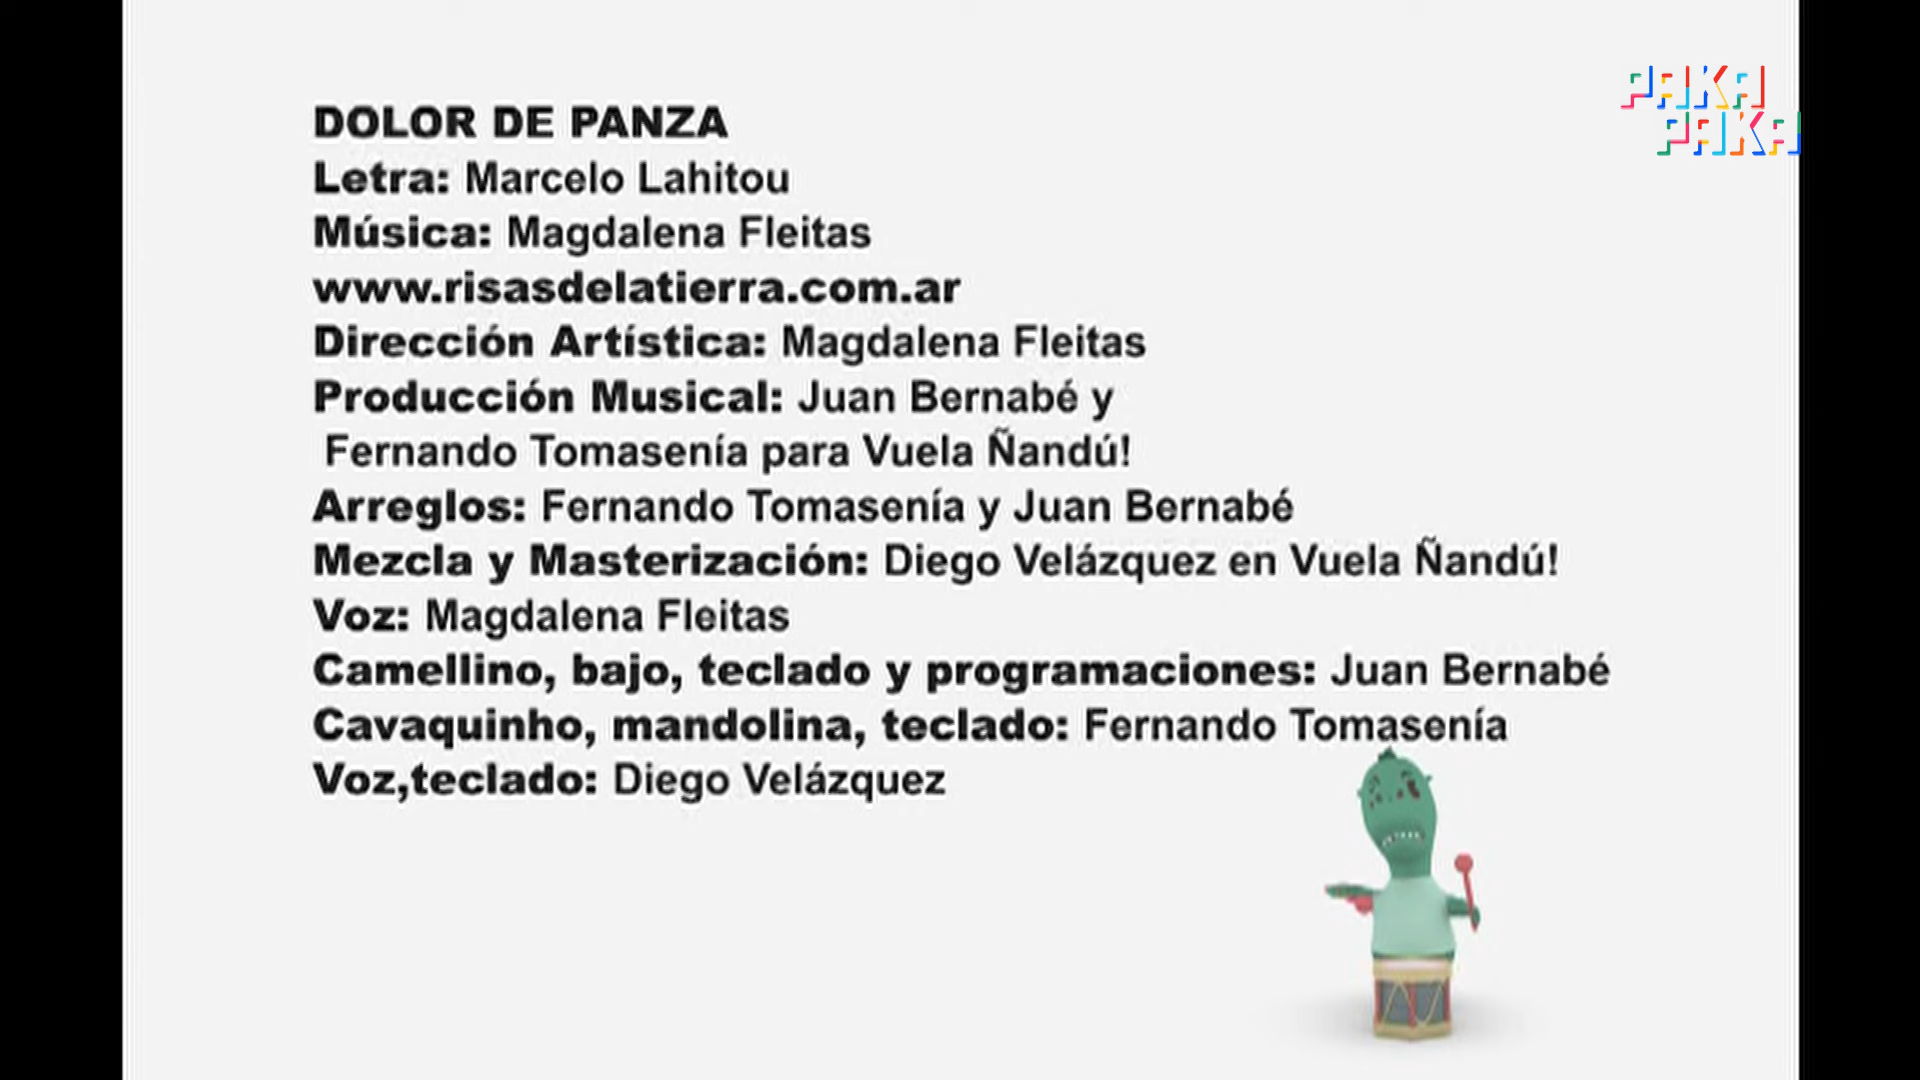 PAKA
PAKA
DOLOR DE PANZA
Letra: Marcelo Lahitou
Música: Magdalena Fleitas
www.risasdelatierra.com.ar
Dirección Artística: Magdalena Fleitas
Producción Musical: Juan Bernabé y
Fernando Tomasenía para Vuela Ñandú!
Arreglos: Fernando Tomasenía y Juan Bernabé
Mezcla y Masterización: Diego Velázquez en Vuela Ñandú!
Voz: Magdalena Fleitas
Camellino, bajo, teclado y programaciones: Juan Bernabé
Cavaquinho, mandolina, teclado: Fernando Tomasenía
Voz,teclado: Diego Velázquez